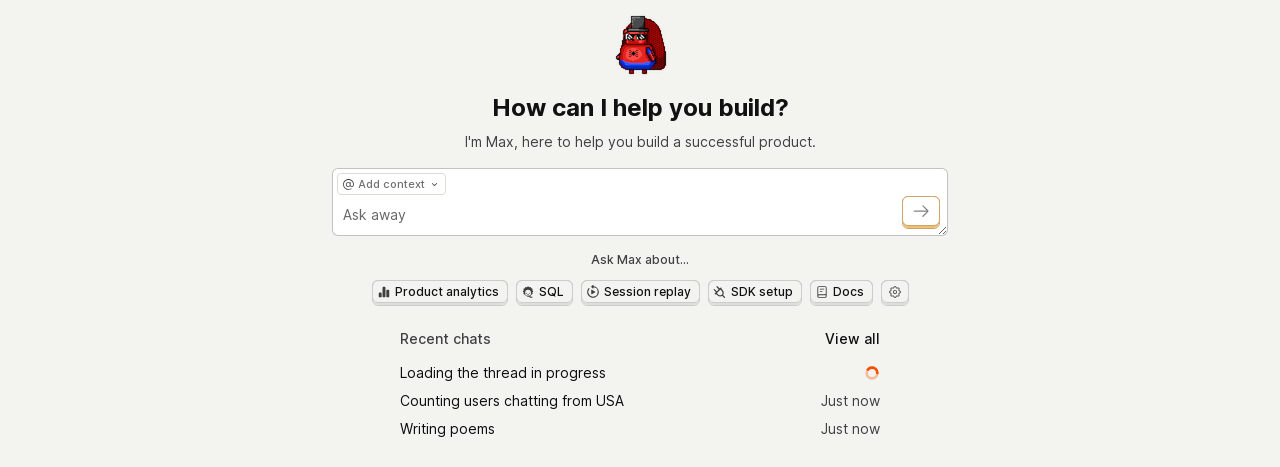 How can I help you build?
I'm Max, here to help you build a successful product.
Add context
Ask away
Ask Max about...
Product analytics SQL Session replay SDK setup Docs
Recent chats View all
Loading the thread in progress
Counting users chatting from USA Just now
Writing poems Just now